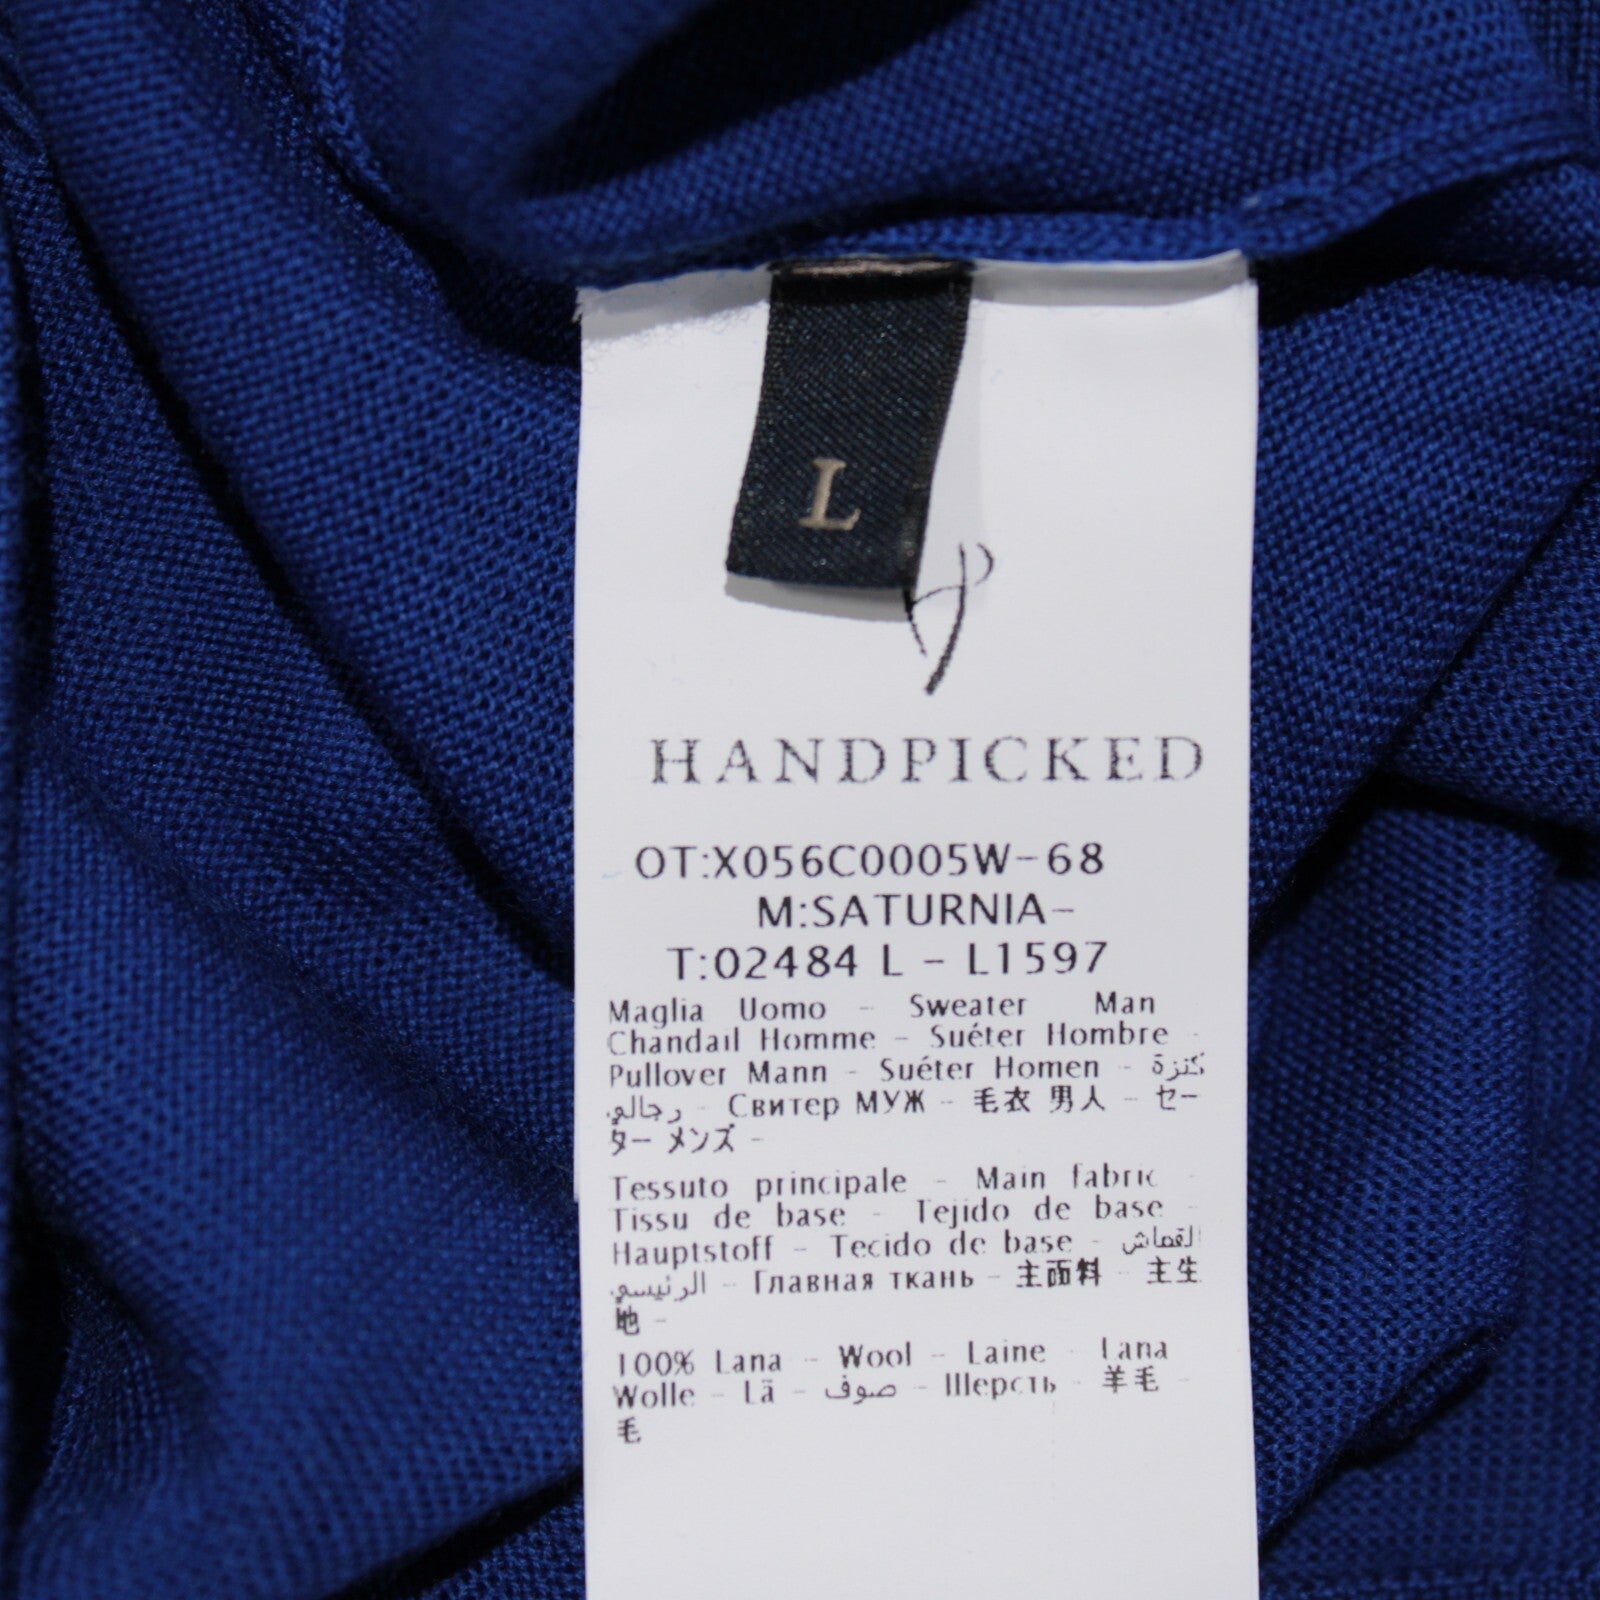 L
HANDPICKED
OT:X056C0005W-68
M:SATURNIA-
T:02484 L - L1597
Maglia Uomo - Sweater Man
Chandail Homme - Suéter Hombre -
Pullover Mann - Suéter Homen - كنزة
رجالي - Свитер МУЖ - 毛衣 男人 - セー
ター メンズ -
Tessuto principale - Main fabric -
Tissu de base - Tejido de base -
Hauptstoff - Tecido de base - القماش
الرئيسي - Главная ткань - 主面料 - 主生
地 -
100% Lana - Wool - Laine - Lana
Wolle - Lã - صوف - Шерсть - 羊毛 -
毛